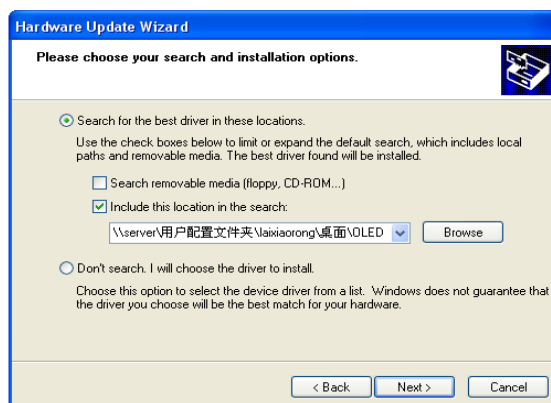 Hardware Update Wizard
Please choose your search and installation options.
Search for the best driver in these locations.
Use the check boxes below to limit or expand the default search, which includes local
paths and removable media. The best driver found will be installed.
Search removable media (floppy, CD-ROM...)
Include this location in the search:
\\server\用户配置文件夹\laixiaorong\桌面\OLED
Browse
Don't search. I will choose the driver to install.
Choose this option to select the device driver from a list. Windows does not guarantee that
the driver you choose will be the best match for your hardware.
< Back
Next >
Cancel